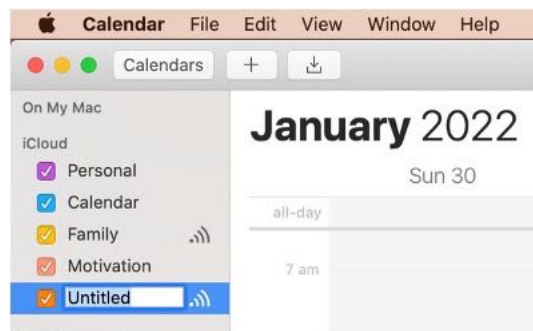 Calendar File Edit View Window Help
Calendars
On My Mac
iCloud
Personal
Calendar
Family
Motivation
Untitled
January 2022
Sun 30
all-day
7 am